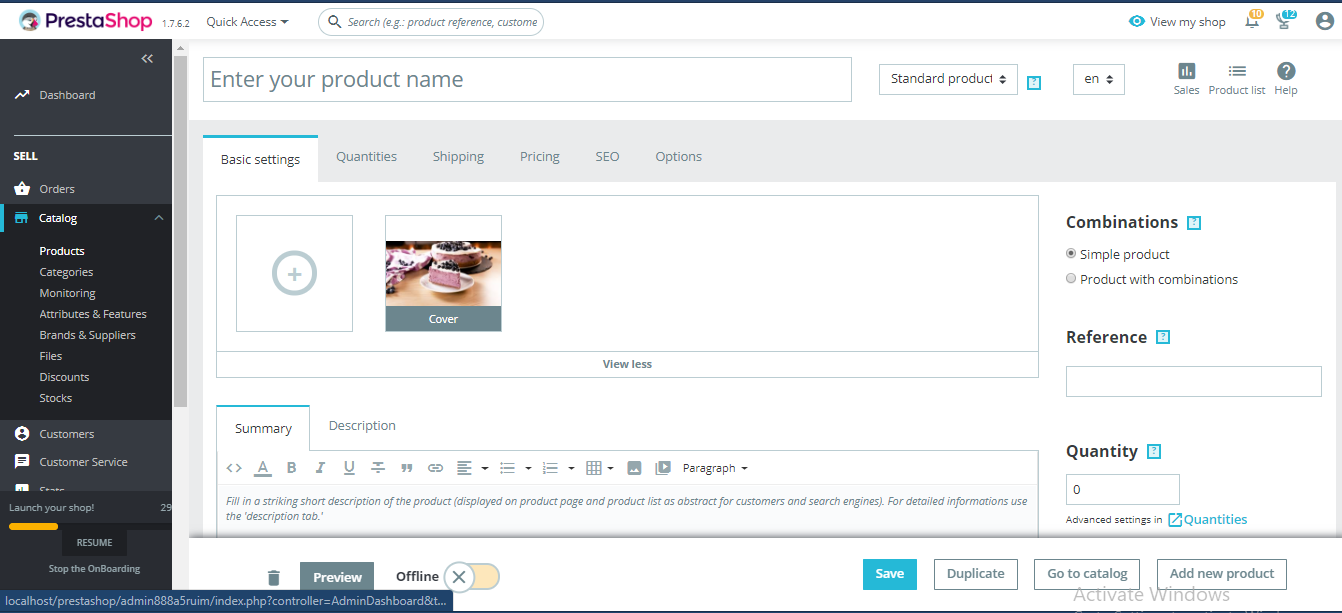 PrestaShop 1.7.6.2 Quick Access Search (e.g.: product reference, custome View my shop 10 12
Enter your product name Standard product ? en Sales Product list Help
Dashboard
SELL
Orders
Catalog
Products
Categories
Monitoring
Attributes & Features
Brands & Suppliers
Files
Discounts
Stocks
Customers
Customer Service
Stats
Launch your shop! 29
RESUME
Stop the OnBoarding
localhost/prestashop/admin888a5ruim/index.php?controller=AdminDashboard&t...
Basic settings Quantities Shipping Pricing SEO Options
Cover
View less
Summary Description
B I U Paragraph
Fill in a striking short description of the product (displayed on product page and product list as abstract for customers and search engines). For detailed informations use
the 'description tab.'
Combinations ?
Simple product
Product with combinations
Reference ?
Quantity ?
0
Advanced settings in Quantities
Preview Offline Save Duplicate Go to catalog Add new product
Activate Windows